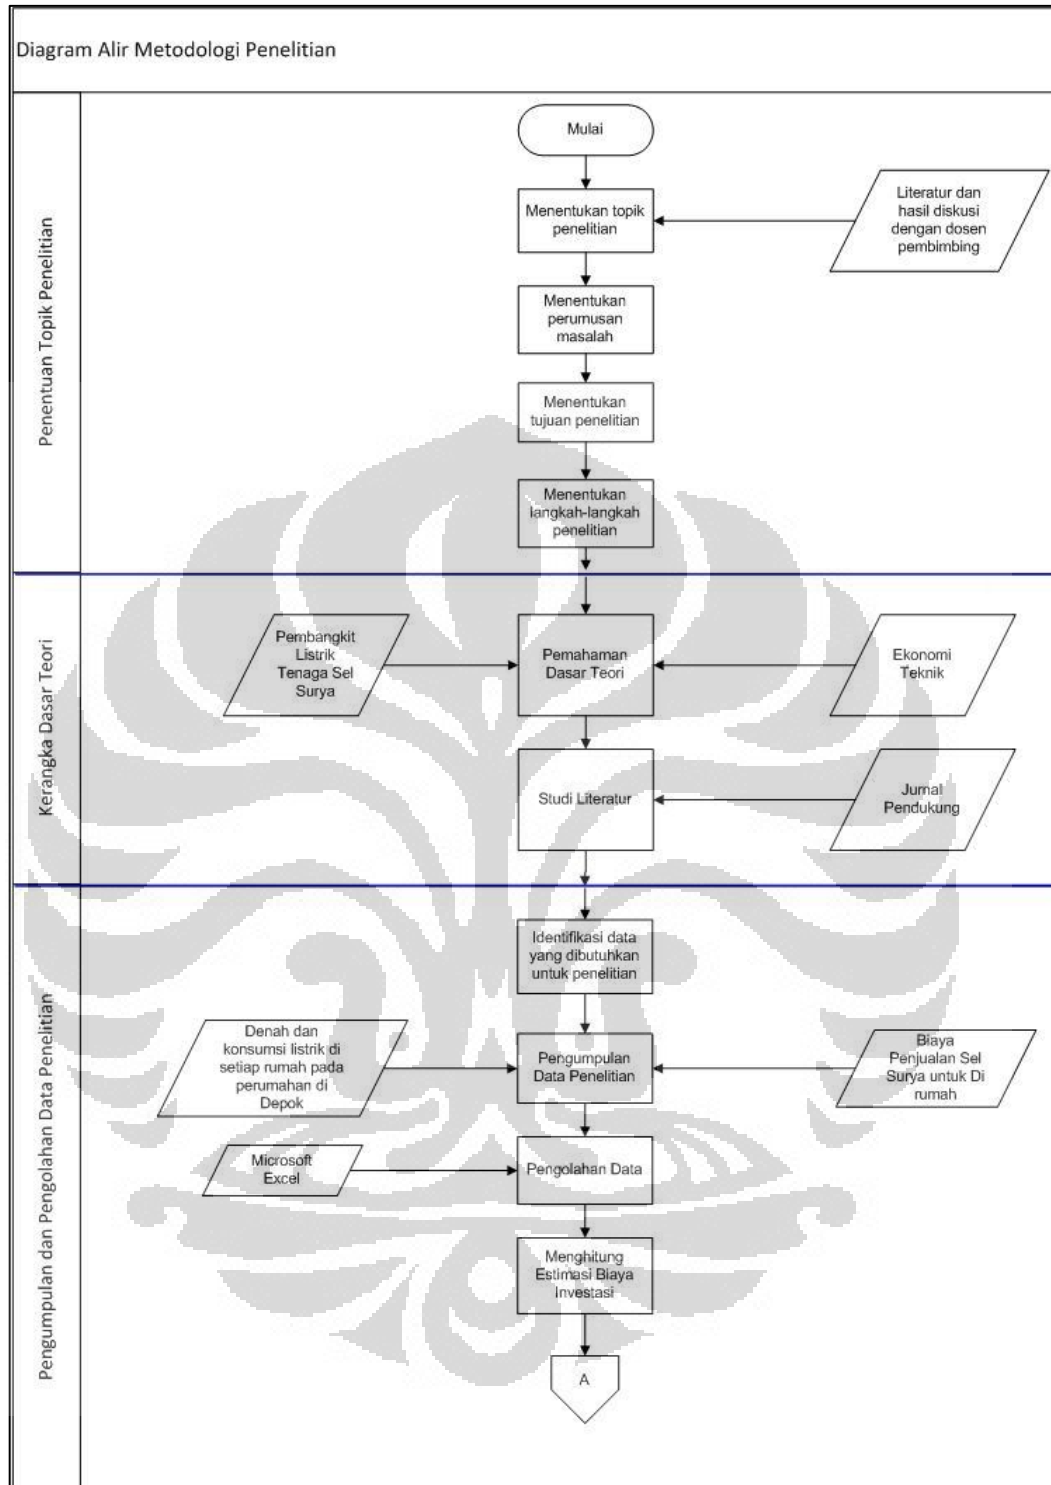 Diagram Alir Metodologi Penelitian
Penentuan Topik Penelitian
Mulai
Menentukan topik
penelitian
Literatur dan
hasil diskusi
dengan dosen
pembimbing
Menentukan
perumusan
masalah
Menentukan
tujuan penelitian
Menentukan
langkah-langkah
penelitian
Kerangka Dasar Teori
Pembangkit
Listrik
Tenaga Sel
Surya
Pemahaman
Dasar Teori
Ekonomi
Teknik
Studi Literatur
Jurnal
Pendukung
Pengumpulan dan Pengolahan Data Penelitian
Identifikasi data
yang dibutuhkan
untuk penelitian
Denah dan
konsumsi listrik di
setiap rumah pada
perumahan di
Depok
Pengumpulan
Data Penelitian
Biaya
Penjualan Sel
Surya untuk Di
rumah
Microsoft
Excel
Pengolahan Data
Menghitung
Estimasi Biaya
Investasi
A